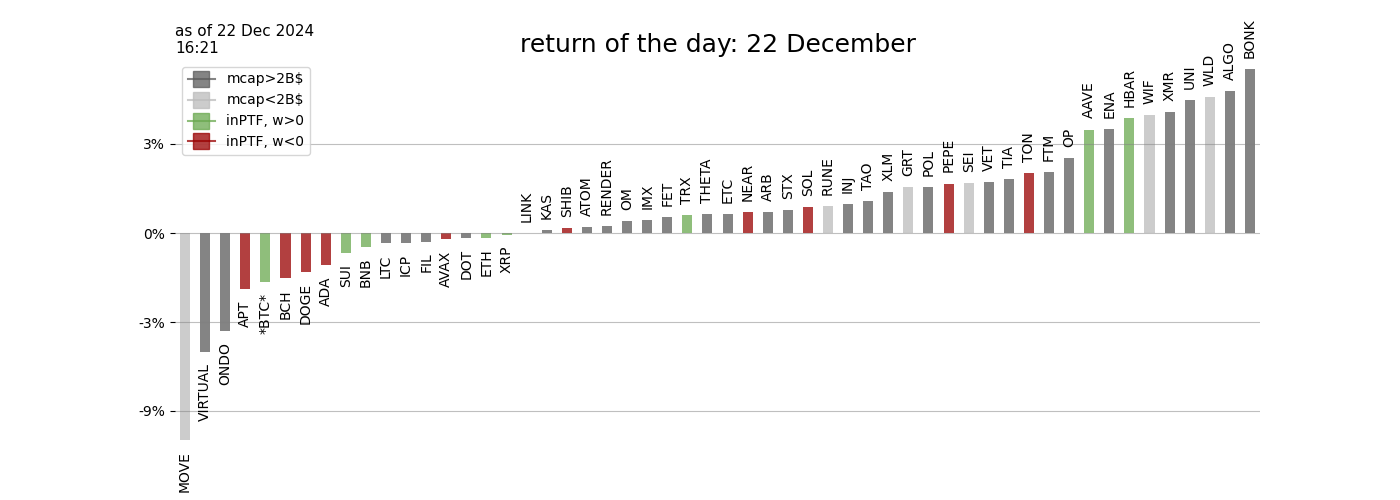 as of 22 Dec 2024
16:21
return of the day: 22 December
mcap>2B$
mcap<2B$
inPTF, w>0
inPTF, w<0
3%
0%
-3%
-9%
MOVE
VIRTUAL
ONDO
APT
*BTC*
BCH
DOGE
ADA
SUI
BNB
LTC
ICP
FIL
AVAX
DOT
ETH
XRP
LINK
KAS
SHIB
ATOM
RENDER
OM
IMX
FET
TRX
THETA
ETC
NEAR
ARB
STX
SOL
RUNE
INJ
TAO
XLM
GRT
POL
PEPE
SEI
VET
TIA
TON
FTM
OP
AAVE
ENA
HBAR
WIF
XMR
UNI
WLD
ALGO
BONK